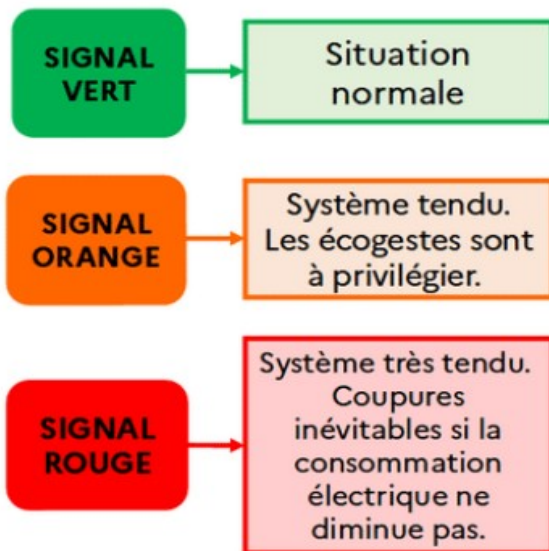 SIGNAL
VERT
Situation
normale
SIGNAL
ORANGE
Système tendu.
Les écogestes sont
à privilégier.
SIGNAL
ROUGE
Système très tendu.
Coupures
inévitables si la
consommation
électrique ne
diminue pas.